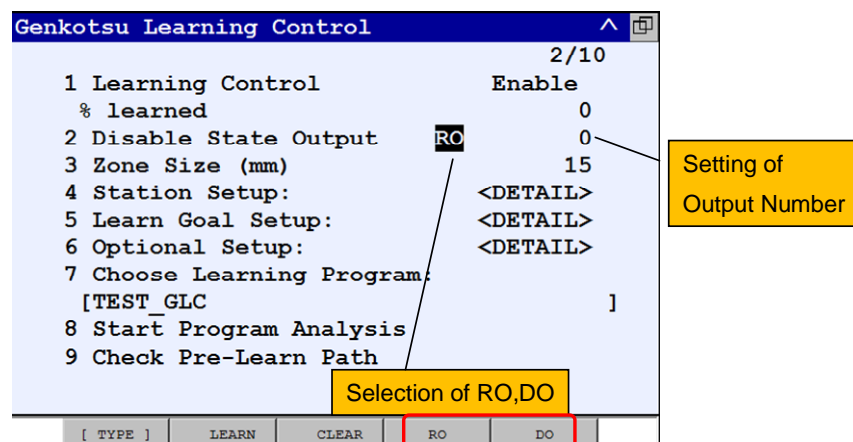 Genkotsu Learning Control
2/10
1 Learning Control Enable
% learned 0
2 Disable State Output RO 0
3 Zone Size (mm) 15
4 Station Setup: <DETAIL>
5 Learn Goal Setup: <DETAIL>
6 Optional Setup: <DETAIL>
7 Choose Learning Program:
[TEST_GLC ]
8 Start Program Analysis
9 Check Pre-Learn Path
Setting of
Output Number
Selection of RO,DO
[ TYPE ] LEARN CLEAR RO DO